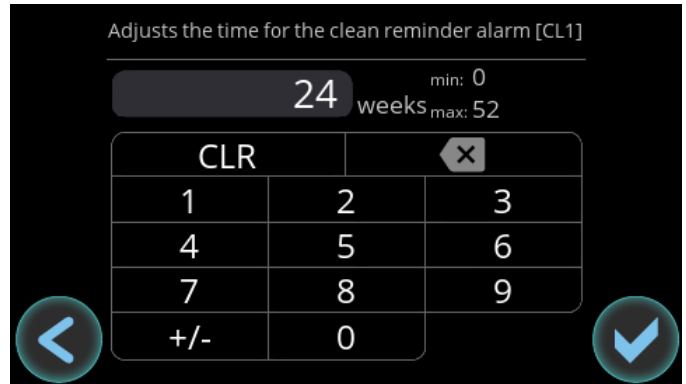 Adjusts the time for the clean reminder alarm [CL1]
24 weeks min: 0
max: 52
CLR
1 2 3
4 5 6
7 8 9
+/- 0